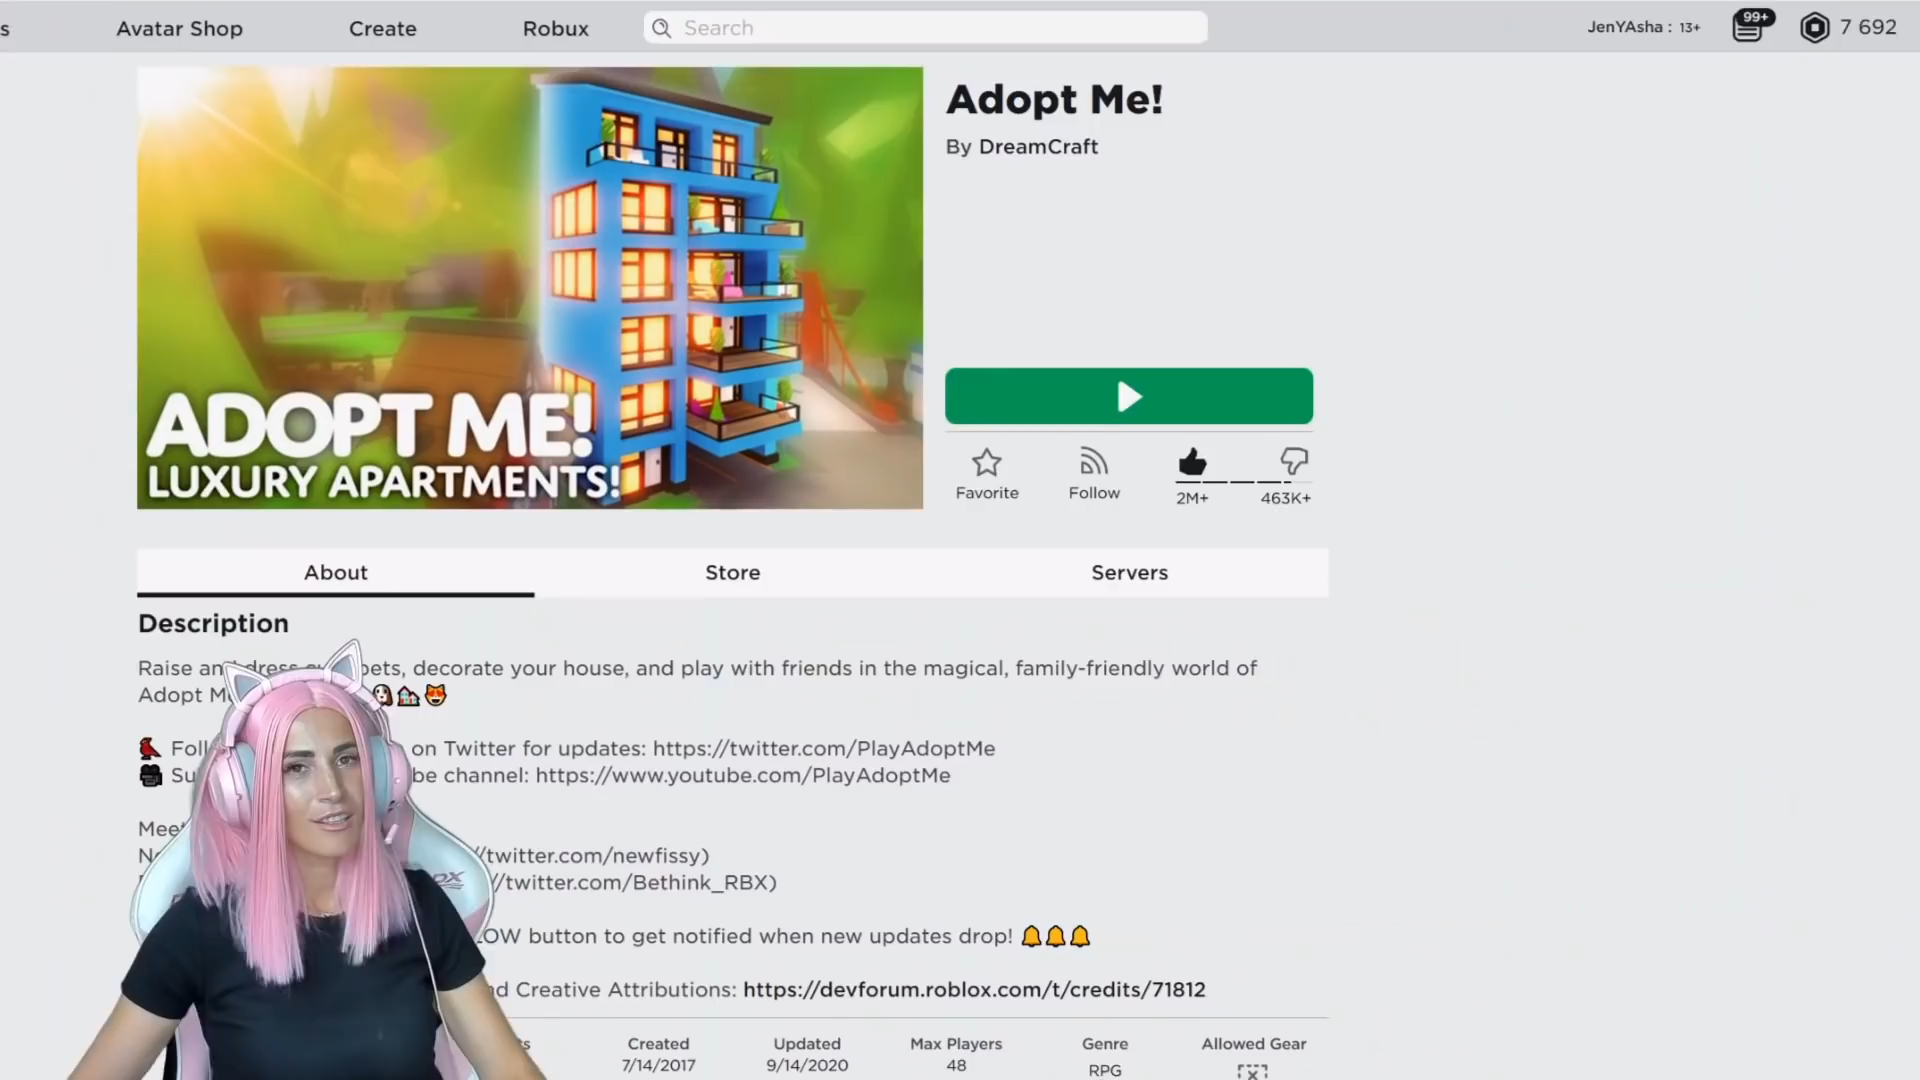 s Avatar Shop Create Robux Search JenYAsha : 13+ 99+ 7 692
ADOPT ME!
LUXURY APARTMENTS!
Adopt Me!
By DreamCraft
Favorite Follow 2M+ 463K+
About Store Servers
Description
Raise and dress pets, decorate your house, and play with friends in the magical, family-friendly world of
Adopt
on Twitter for updates: https://twitter.com/PlayAdoptMe
channel: https://www.youtube.com/PlayAdoptMe
//twitter.com/newfissy)
//twitter.com/Bethink_RBX)
button to get notified when new updates drop! 🔔🔔🔔
Creative Attributions: https://devforum.roblox.com/t/credits/71812
Created Updated Max Players Genre Allowed Gear
7/14/2017 9/14/2020 48 RPG